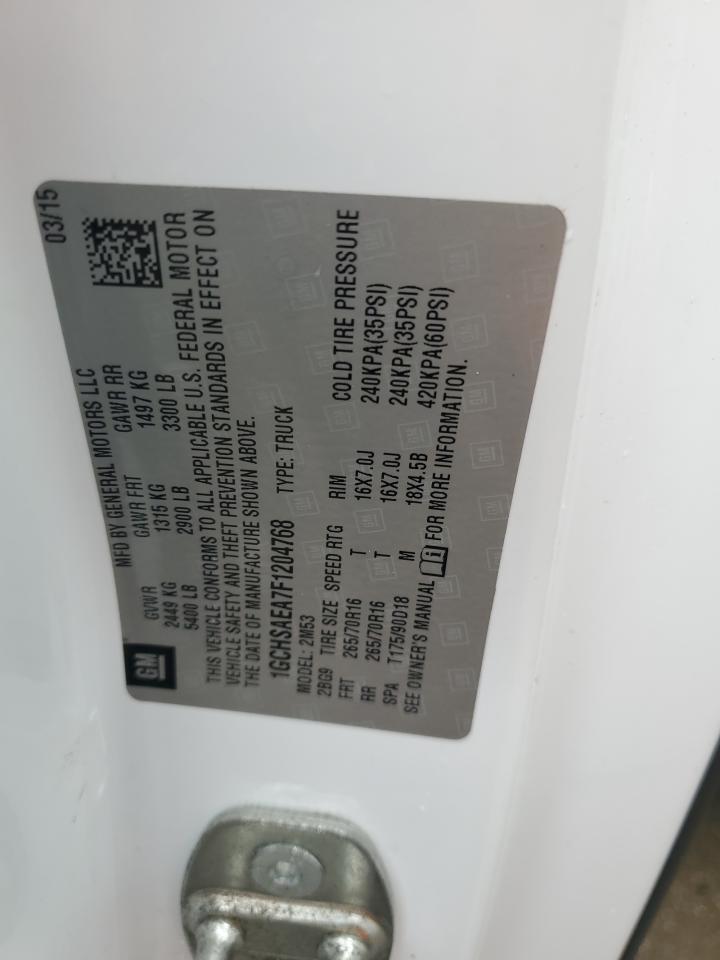 GM
MFD BY GENERAL MOTORS LLC 03/15
GVWR GAWR FRT GAWR RR
2449 KG 1315 KG 1497 KG
5400 LB 2900 LB 3300 LB
THIS VEHICLE CONFORMS TO ALL APPLICABLE U.S. FEDERAL MOTOR
VEHICLE SAFETY AND THEFT PREVENTION STANDARDS IN EFFECT ON
THE DATE OF MANUFACTURE SHOWN ABOVE.
1GCHSAEA7F1204768 TYPE: TRUCK
MODEL: 2M53
2BG9 TIRE SIZE SPEED RTG RIM COLD TIRE PRESSURE
FRT 265/70R16 T 16X7.0J 240KPA(35PSI)
RR 265/70R16 T 16X7.0J 240KPA(35PSI)
SPA T175/90D18 M 18X4.5B 420KPA(60PSI)
SEE OWNER'S MANUAL FOR MORE INFORMATION.